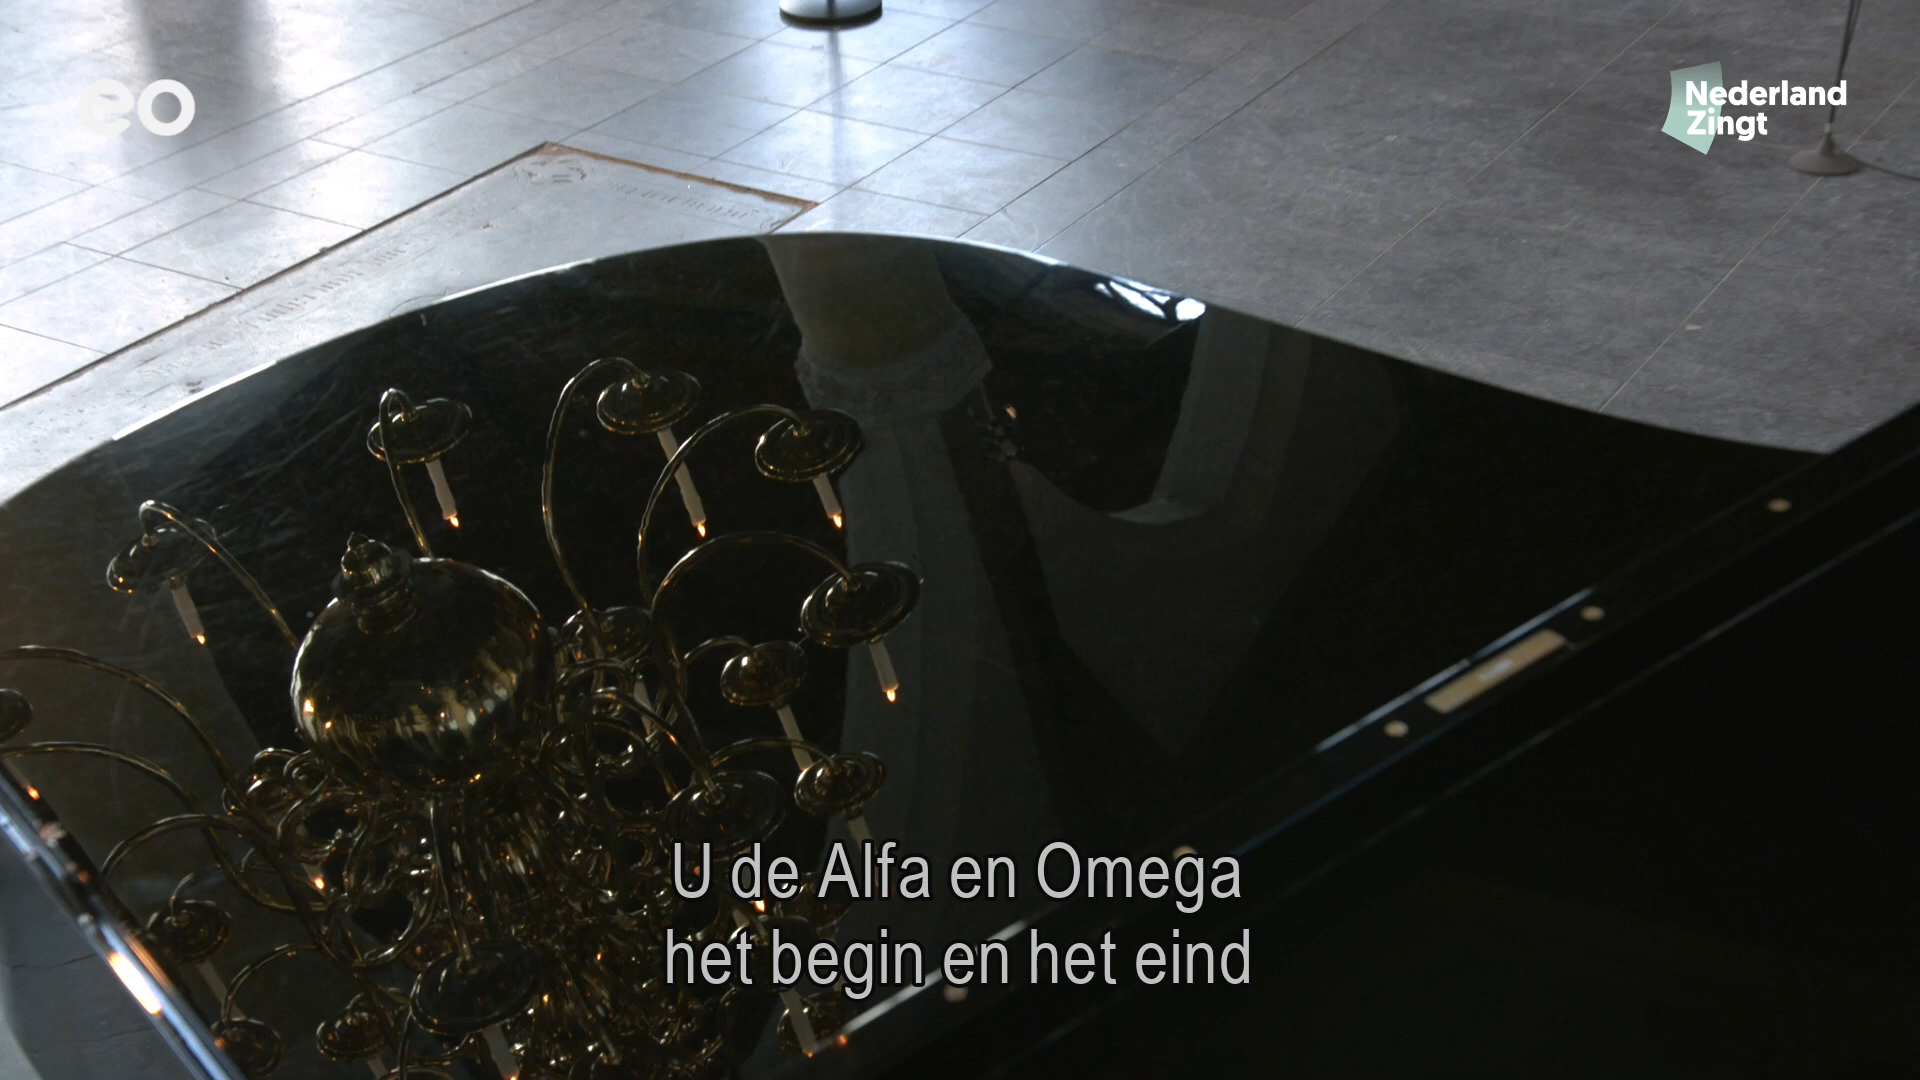 eo
Nederland
Zingt
U de Alfa en Omega
het begin en het eind